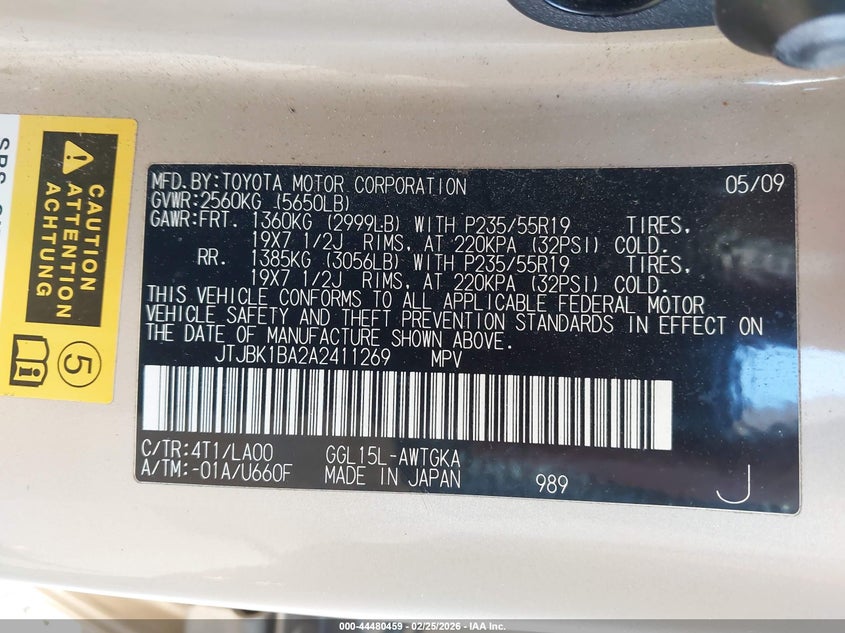 CAUTION
ACHTUNG
5
MFD.BY:TOYOTA MOTOR CORPORATION 05/09
GVWR:2560KG (5650LB)
GAWR:FRT. 1360KG (2999LB) WITH P235/55R19 TIRES,
19X7 1/2J RIMS, AT 220KPA (32PSI) COLD.
RR. 1385KG (3056LB) WITH P235/55R19 TIRES,
19X7 1/2J RIMS, AT 220KPA (32PSI) COLD.
THIS VEHICLE CONFORMS TO ALL APPLICABLE FEDERAL MOTOR
VEHICLE SAFETY AND THEFT PREVENTION STANDARDS IN EFFECT ON
THE DATE OF MANUFACTURE SHOWN ABOVE.
JTJBK1BA2A2411269 MPV
C/TR:4T1/LA00 GGL15L-AWTGKA
A/TM:-01A/U660F MADE IN JAPAN 989 J
000-44480459 - 02/25/2026 - IAA Inc.